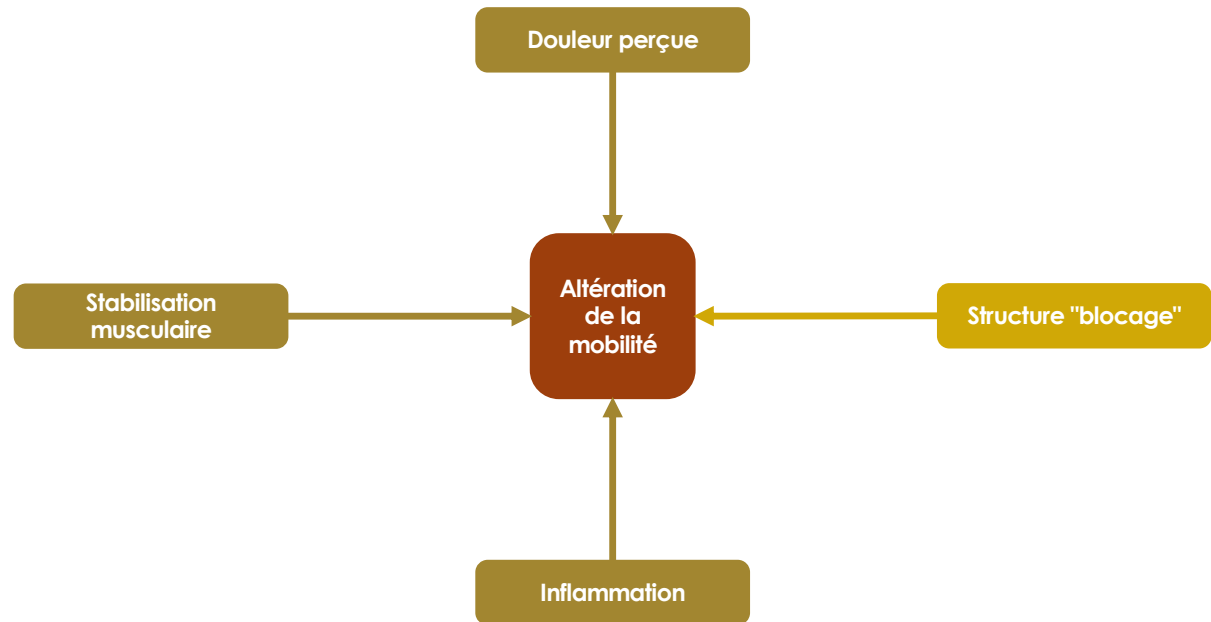 Douleur perçue
Altération
de la
mobilité
Stabilisation
musculaire
Structure "blocage"
Inflammation